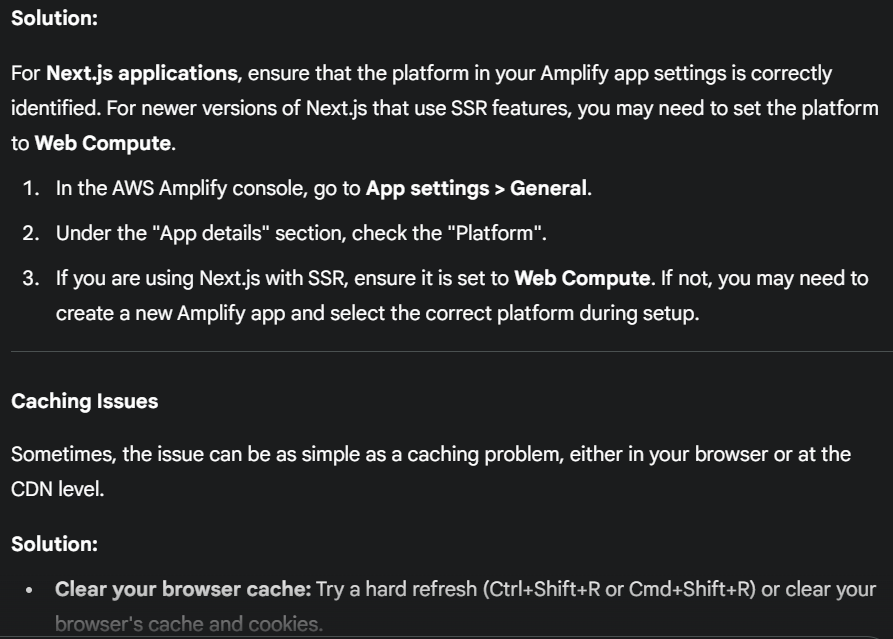 Solution:
For Next.js applications, ensure that the platform in your Amplify app settings is correctly
identified. For newer versions of Next.js that use SSR features, you may need to set the platform
to Web Compute.
1. In the AWS Amplify console, go to App settings > General.
2. Under the "App details" section, check the "Platform".
3. If you are using Next.js with SSR, ensure it is set to Web Compute. If not, you may need to
create a new Amplify app and select the correct platform during setup.
Caching Issues
Sometimes, the issue can be as simple as a caching problem, either in your browser or at the
CDN level.
Solution:
• Clear your browser cache: Try a hard refresh (Ctrl+Shift+R or Cmd+Shift+R) or clear your
browser's cache and cookies.